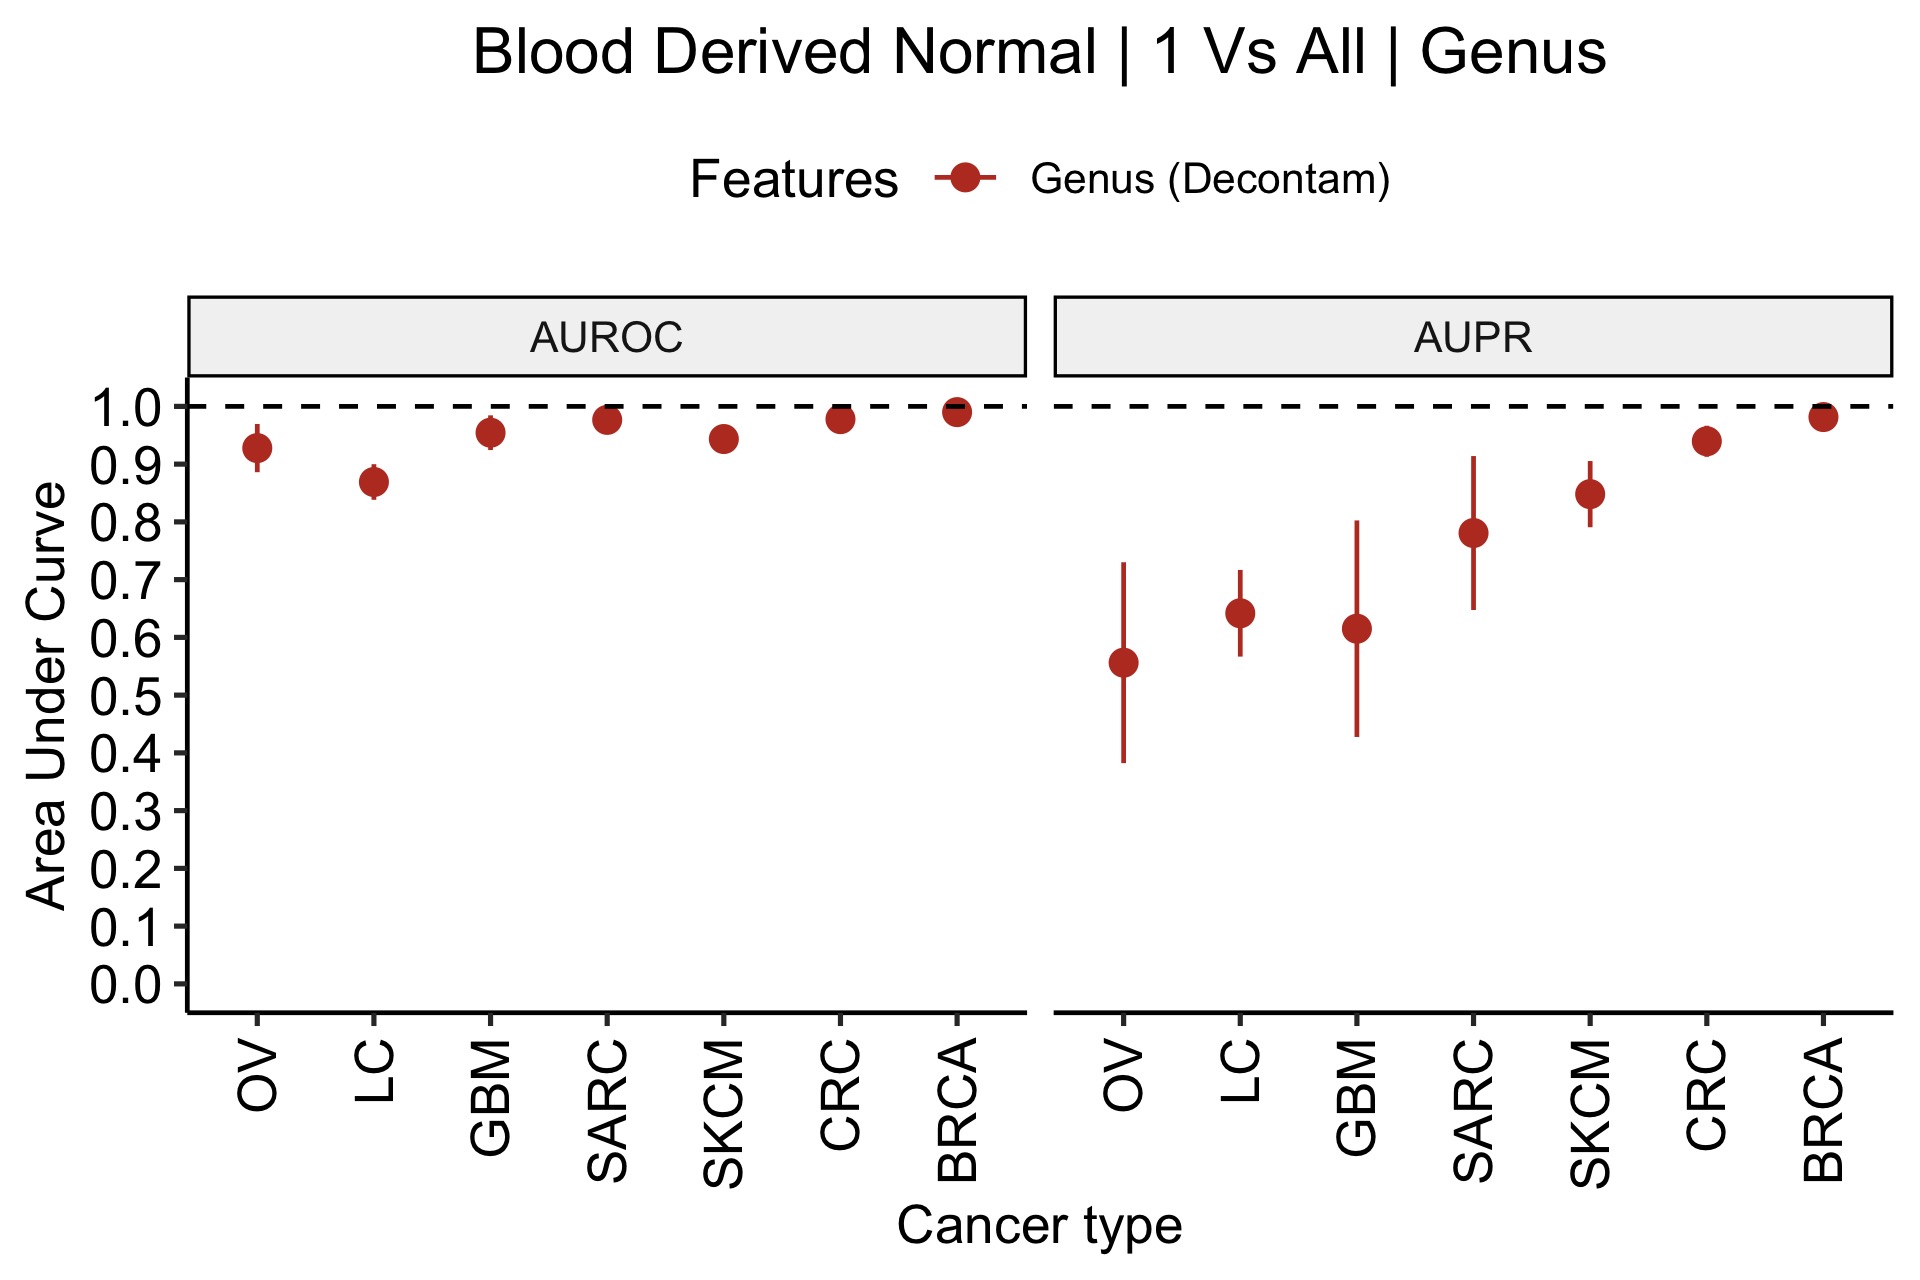 Blood Derived Normal | 1 Vs All | Genus
Features Genus (Decontam)
AUROC AUPR
Area Under Curve
1.0
0.9
0.8
0.7
0.6
0.5
0.4
0.3
0.2
0.1
0.0
OV LC GBM SARC SKCM CRC BRCA OV LC GBM SARC SKCM CRC BRCA
Cancer type